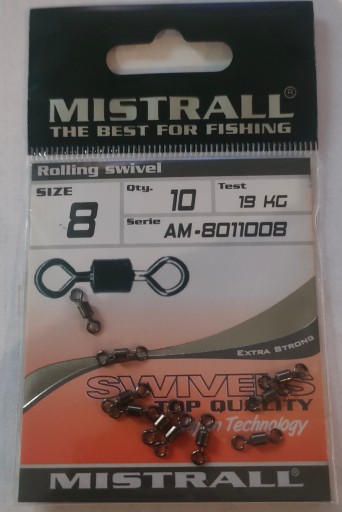 MISTRALL®
THE BEST FOR FISHING
Rolling swivel
SIZE
8
Qty.
10
Test
19 KG
Serie
AM-8011008
EXTRA STRONG
SWIVELS
TOP QUALITY
Technology
MISTRALL